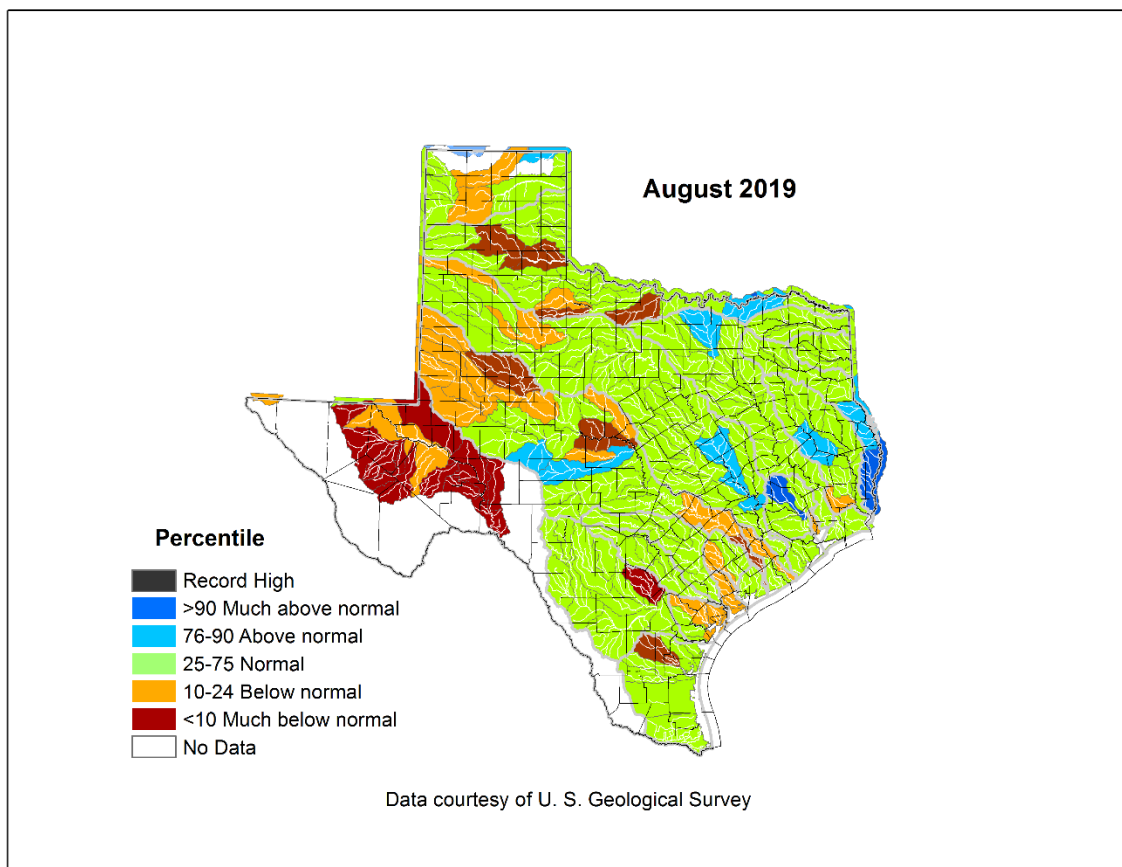 August 2019
Percentile
Record High
>90 Much above normal
76-90 Above normal
25-75 Normal
10-24 Below normal
<10 Much below normal
No Data
Data courtesy of U. S. Geological Survey